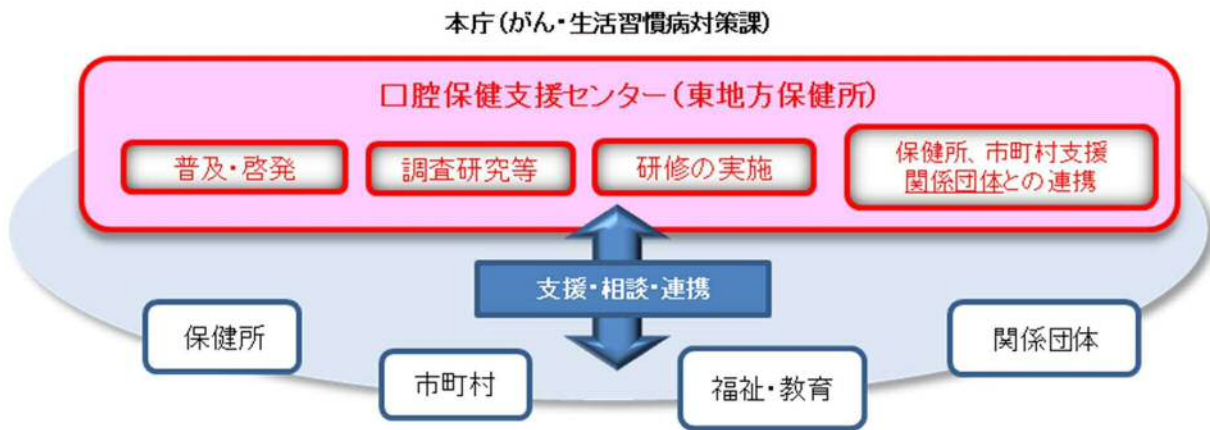 本庁(がん・生活習慣病対策課)
口腔保健支援センター(東地方保健所)
普及・啓発
調査研究等
研修の実施
保健所、市町村支援
関係団体との連携
支援・相談・連携
保健所
市町村
福祉・教育
関係団体